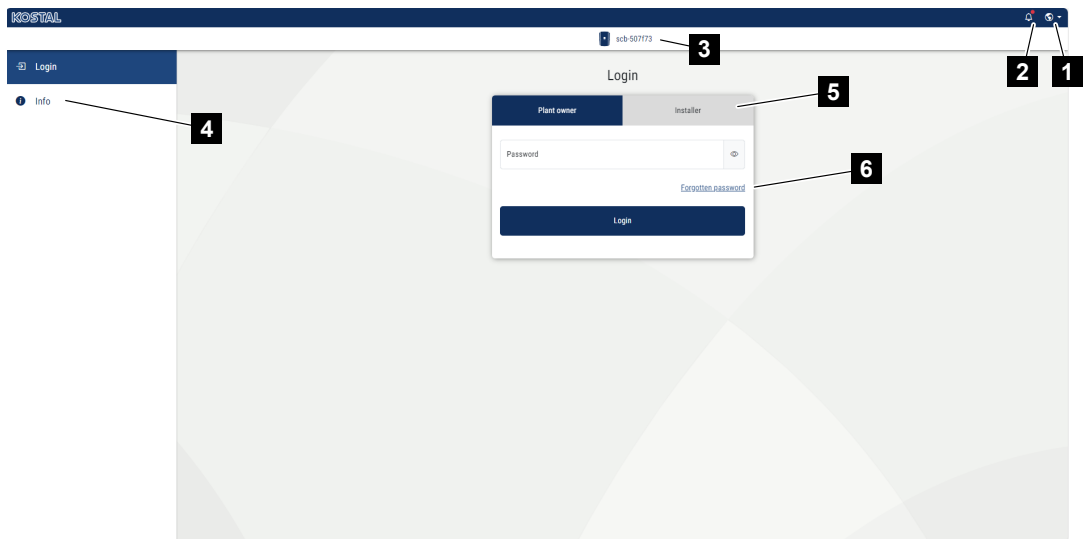 KOSTAL
scb-507f73
3
2
1
Login
Login
Info
4
Plant owner
Installer
5
Password
Forgotten password
6
Login